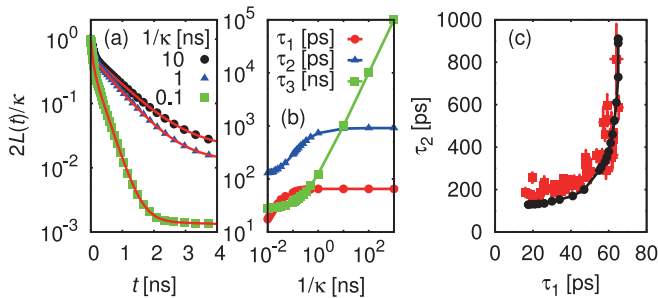 (a) 1/κ [ns]
10
1
0.1
2L(t)/κ
10⁰
10⁻¹
10⁻²
10⁻³
0 1 2 3 4
t [ns]
τ₁ [ps]
τ₂ [ps]
τ₃ [ns]
(b)
10⁵
10⁴
10³
10²
10¹
10⁻² 10⁰ 10²
1/κ [ns]
(c)
τ₂ [ps]
1000
800
600
400
200
0
0 20 40 60 80
τ₁ [ps]